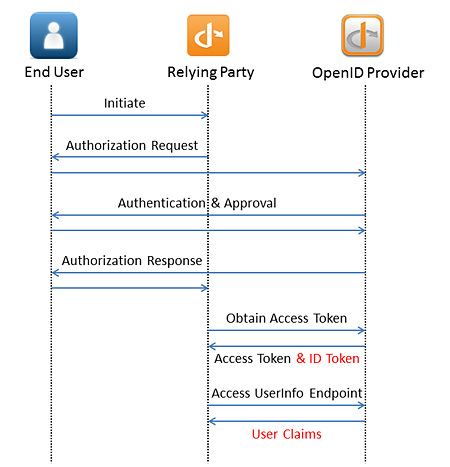 End User
Relying Party
OpenID Provider
Initiate
Authorization Request
Authentication & Approval
Authorization Response
Obtain Access Token
Access Token & ID Token
Access UserInfo Endpoint
User Claims